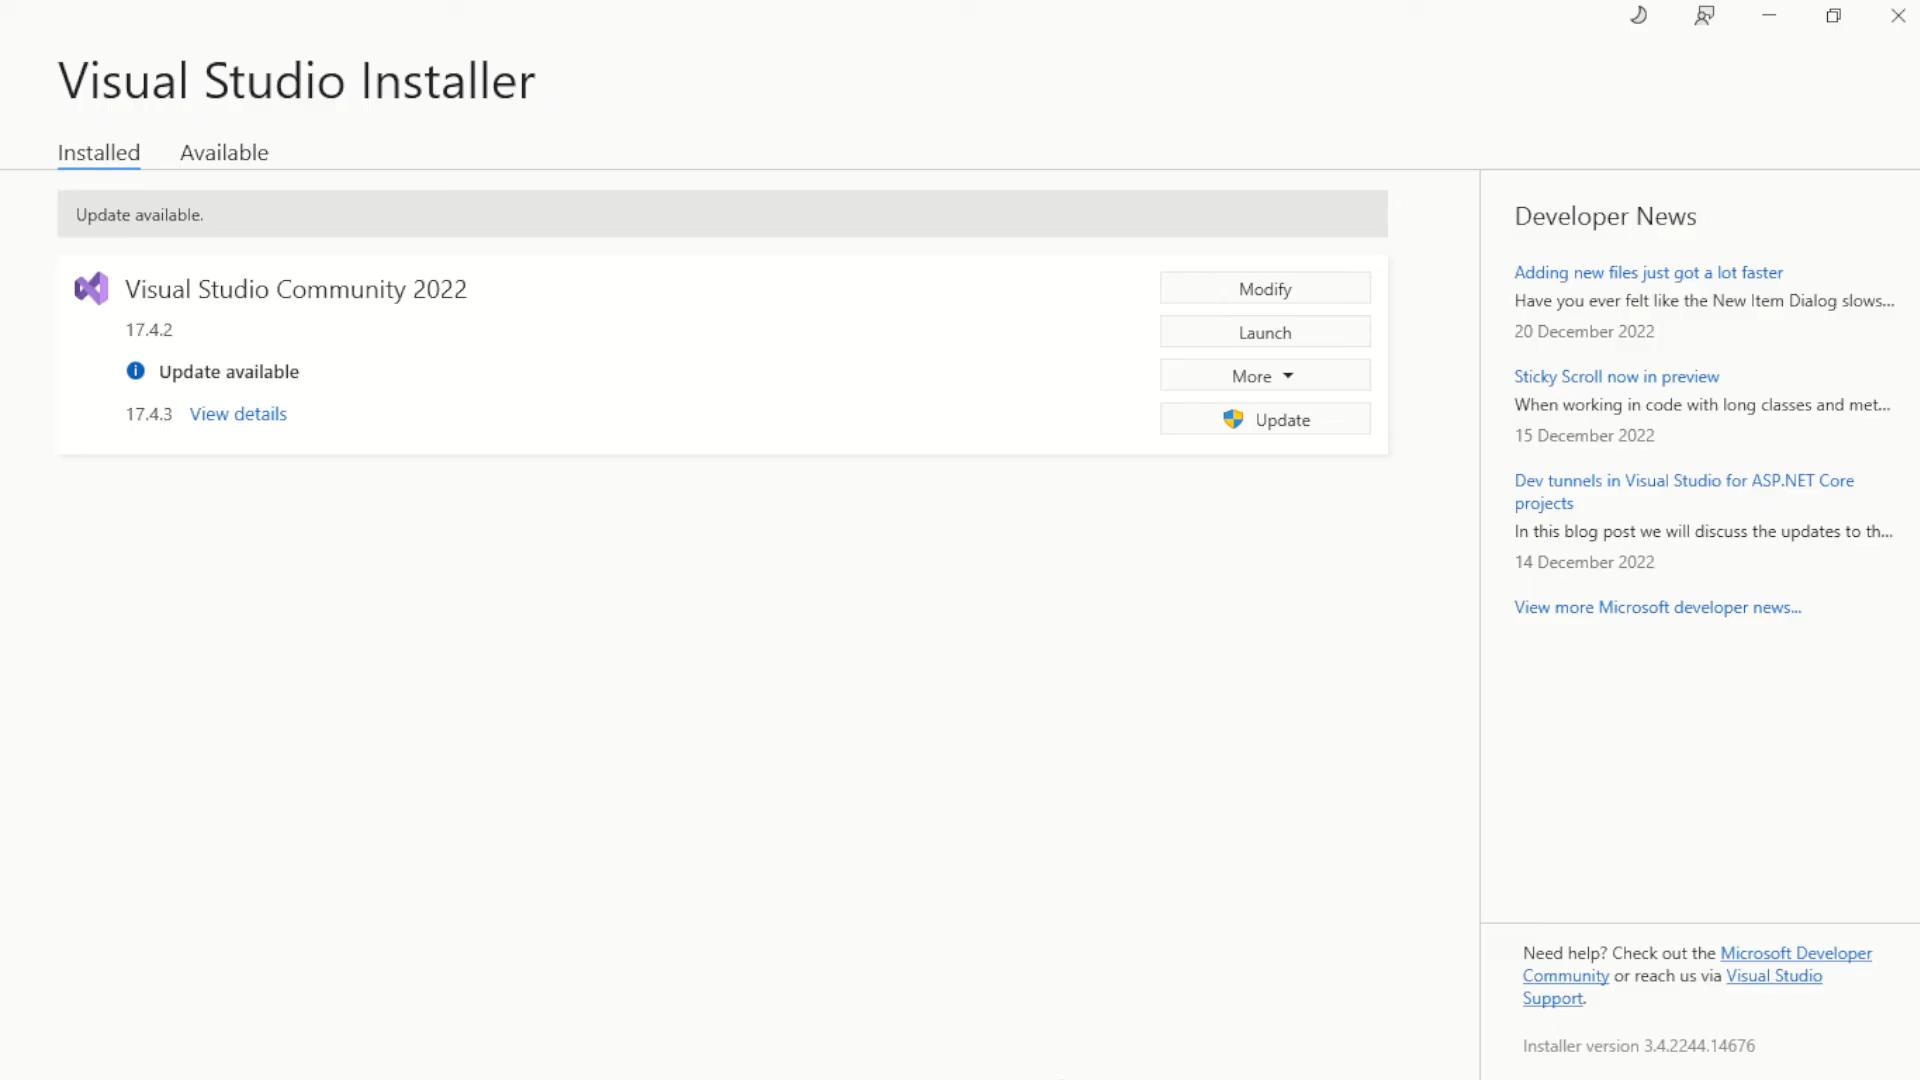 Visual Studio Installer
Installed
Available
Update available.
Visual Studio Community 2022
17.4.2
Update available
17.4.3 View details
Modify
Launch
More
Update
Developer News
Adding new files just got a lot faster
Have you ever felt like the New Item Dialog slows...
20 December 2022
Sticky Scroll now in preview
When working in code with long classes and met...
15 December 2022
Dev tunnels in Visual Studio for ASP.NET Core
projects
In this blog post we will discuss the updates to th...
14 December 2022
View more Microsoft developer news...
Need help? Check out the Microsoft Developer
Community or reach us via Visual Studio
Support.
Installer version 3.4.2244.14676